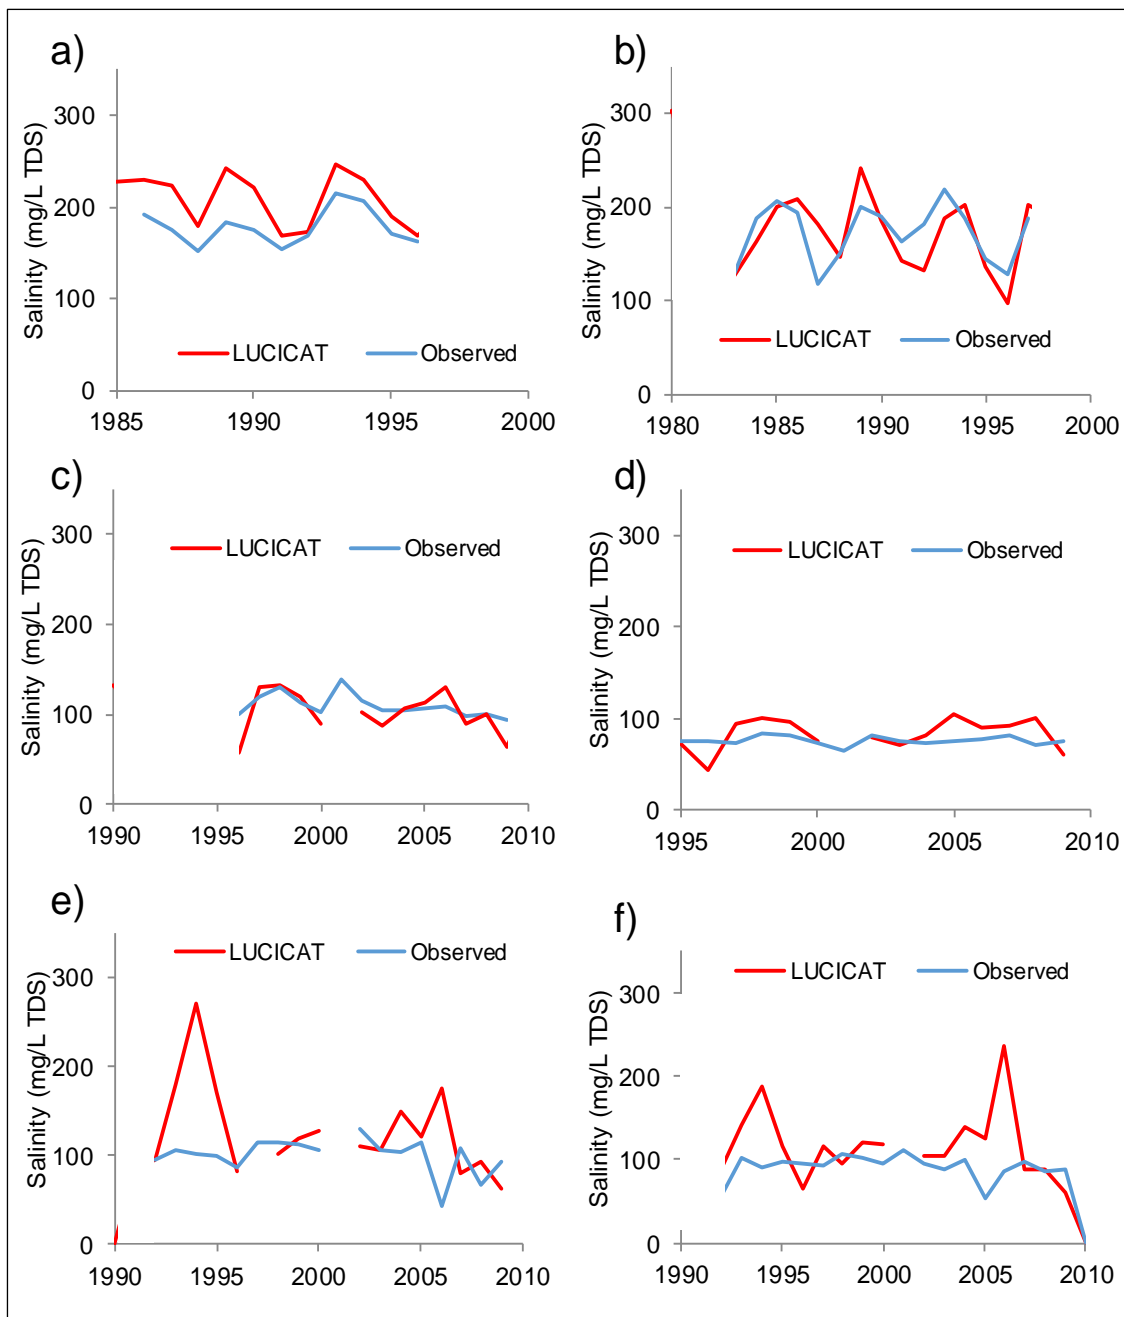 a)
Salinity (mg/L TDS)
300
200
100
0
LUCICAT Observed
1985 1990 1995 2000
b)
Salinity (mg/L TDS)
300
200
100
0
LUCICAT Observed
1980 1985 1990 1995 2000
c)
Salinity (mg/L TDS)
300
200
100
0
LUCICAT Observed
1990 1995 2000 2005 2010
d)
Salinity (mg/L TDS)
300
200
100
0
LUCICAT Observed
1995 2000 2005 2010
e)
Salinity (mg/L TDS)
300
200
100
0
LUCICAT Observed
1990 1995 2000 2005 2010
f)
Salinity (mg/L TDS)
300
200
100
0
LUCICAT Observed
1990 1995 2000 2005 2010